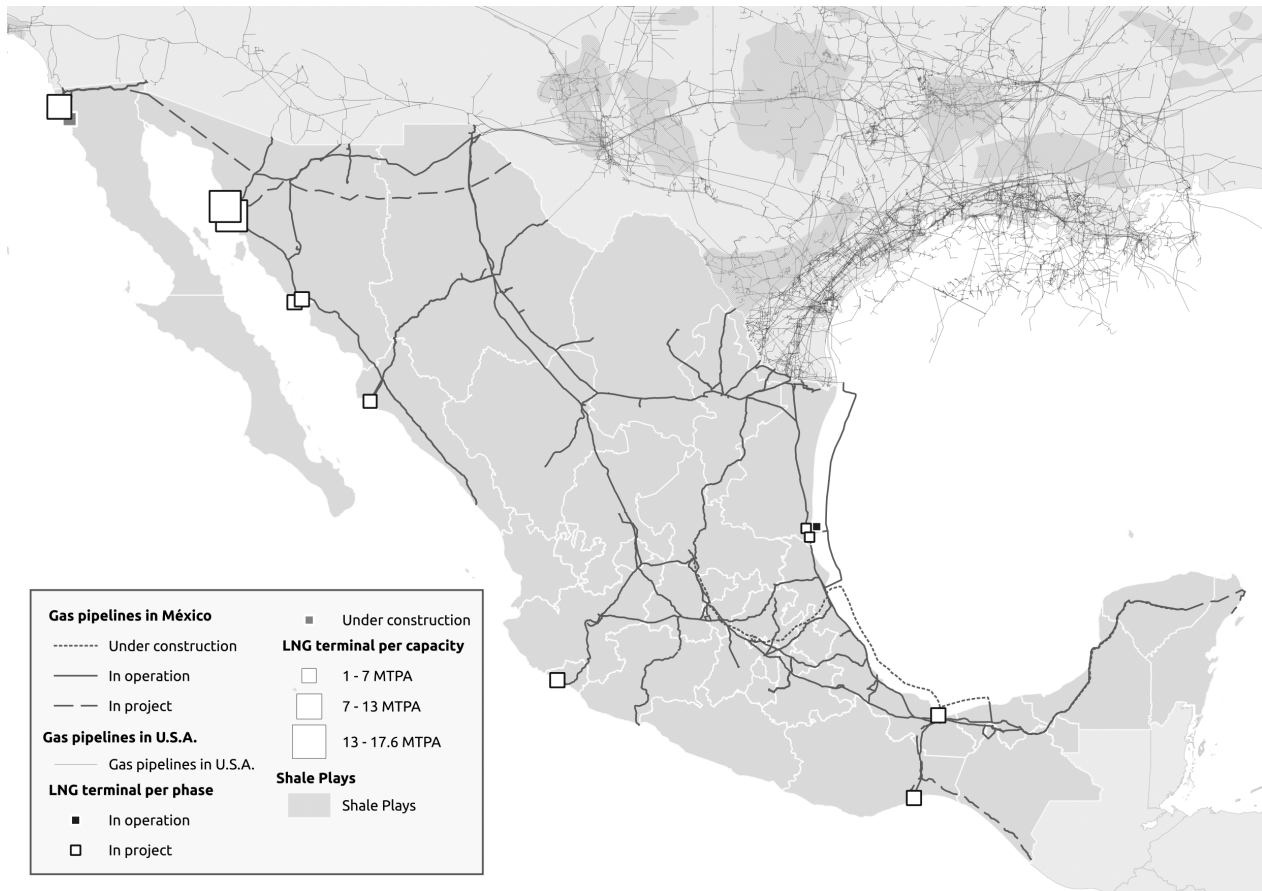 Gas pipelines in México
Under construction
In operation
In project
Gas pipelines in U.S.A.
Gas pipelines in U.S.A.
LNG terminal per phase
In operation
In project
Under construction
LNG terminal per capacity
1 - 7 MTPA
7 - 13 MTPA
13 - 17.6 MTPA
Shale Plays
Shale Plays